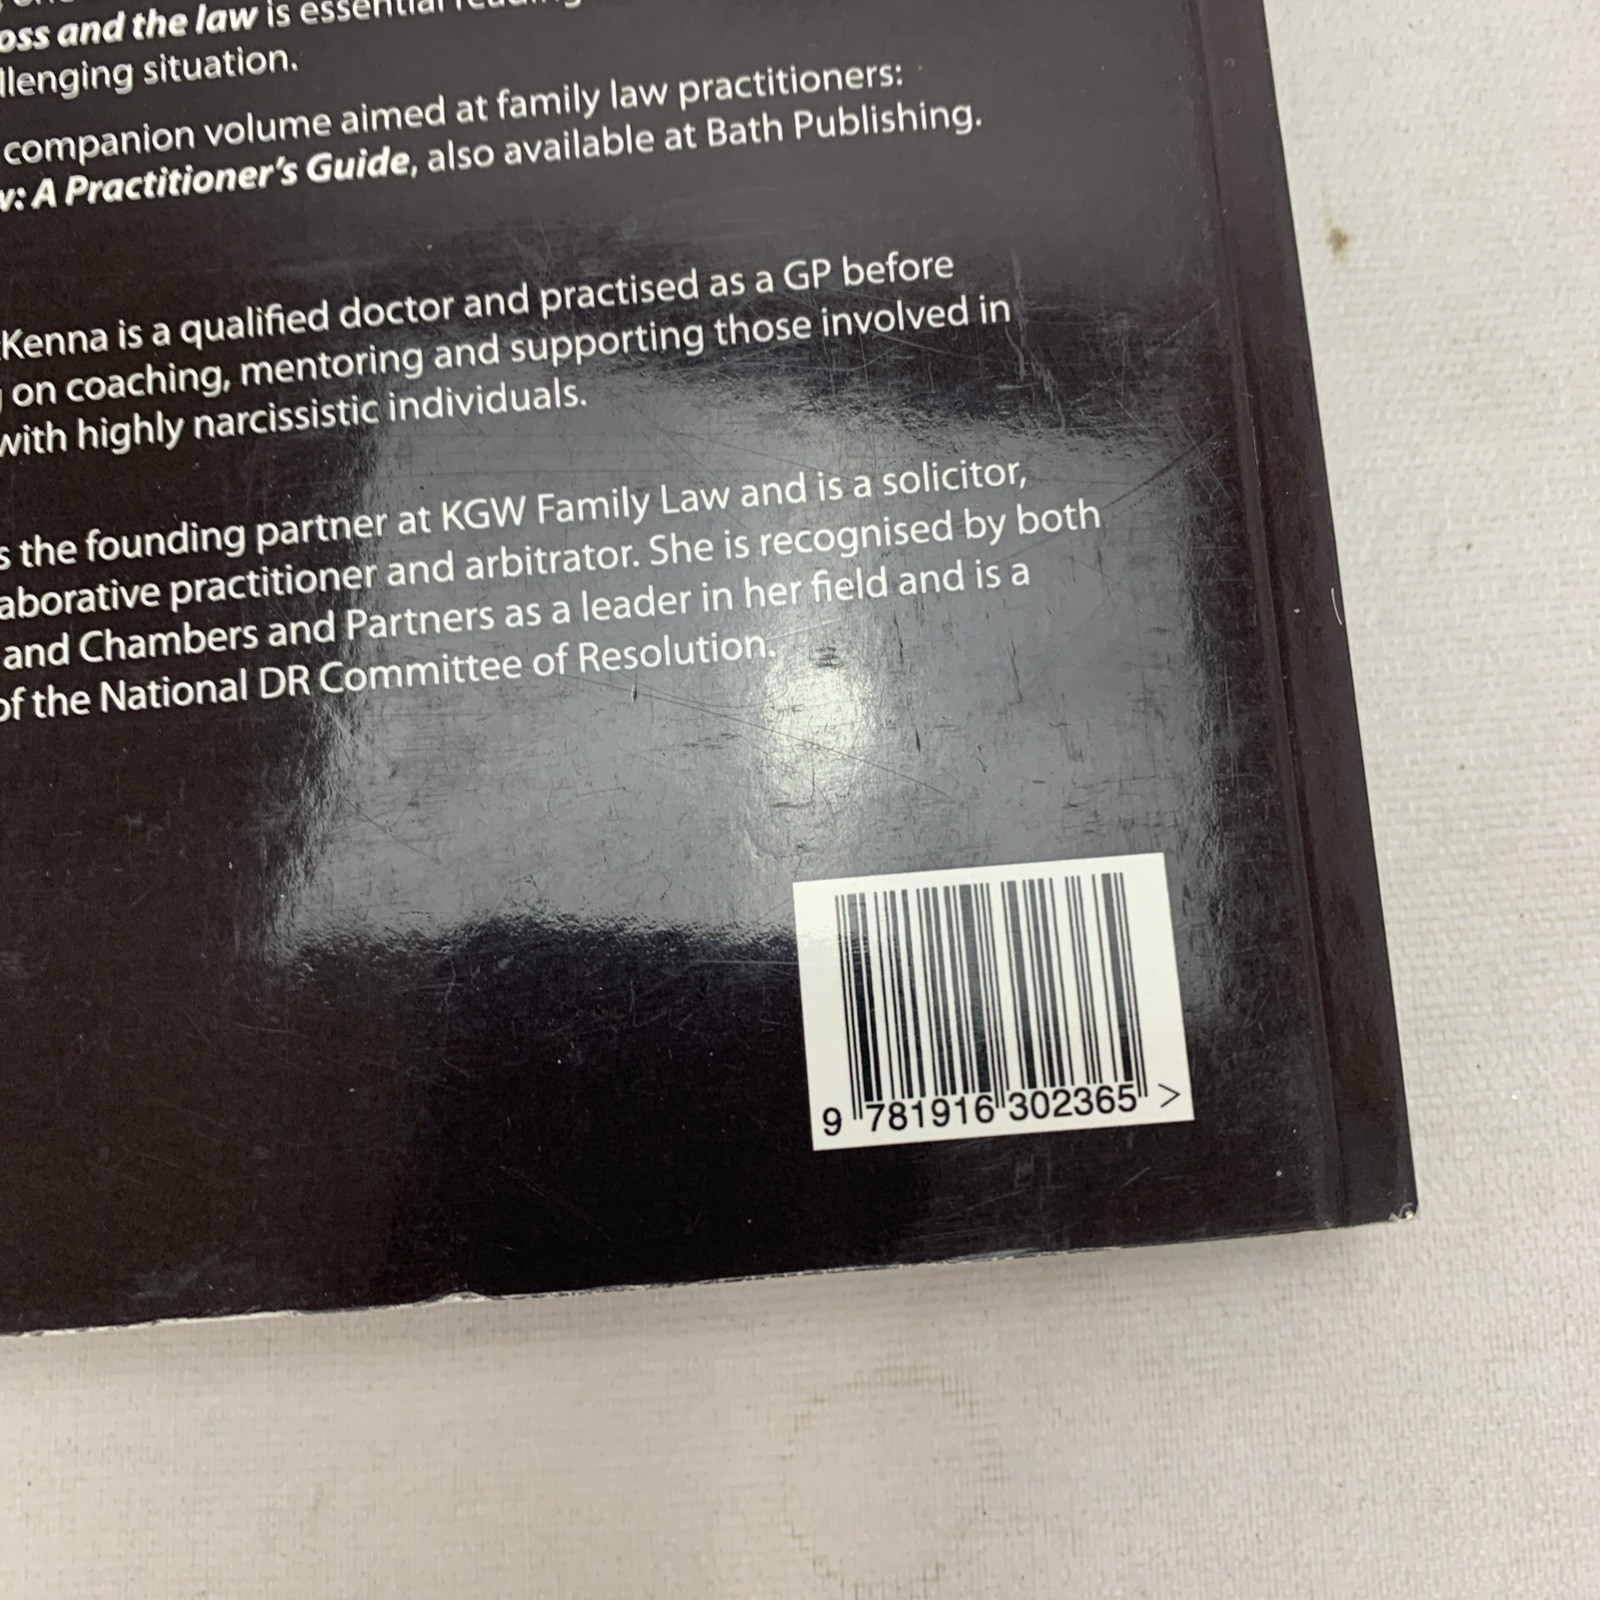 oss and the law is essential reading
llenging situation.
companion volume aimed at family law practitioners:
w: A Practitioner's Guide, also available at Bath Publishing.
Kenna is a qualified doctor and practised as a GP before
on coaching, mentoring and supporting those involved in
with highly narcissistic individuals.
s the founding partner at KGW Family Law and is a solicitor,
aborative practitioner and arbitrator. She is recognised by both
and Chambers and Partners as a leader in her field and is a
of the National DR Committee of Resolution.
9 781916 302365 >